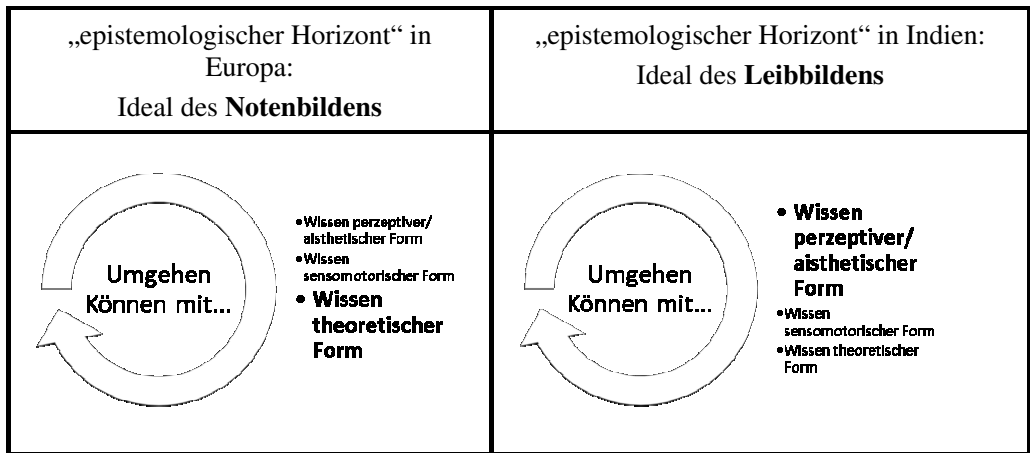 „epistemologischer Horizont“ in
Europa:
Ideal des Notenbildens
„epistemologischer Horizont“ in Indien:
Ideal des Leibbildens
Umgehen
Können mit...
•Wissen perzeptiver/
aisthetischer Form
•Wissen
sensomotorischer Form
• Wissen
theoretischer
Form
Umgehen
Können mit...
• Wissen
perzeptiver/
aisthetischer
Form
•Wissen
sensomotorischer Form
•Wissen theoretischer
Form